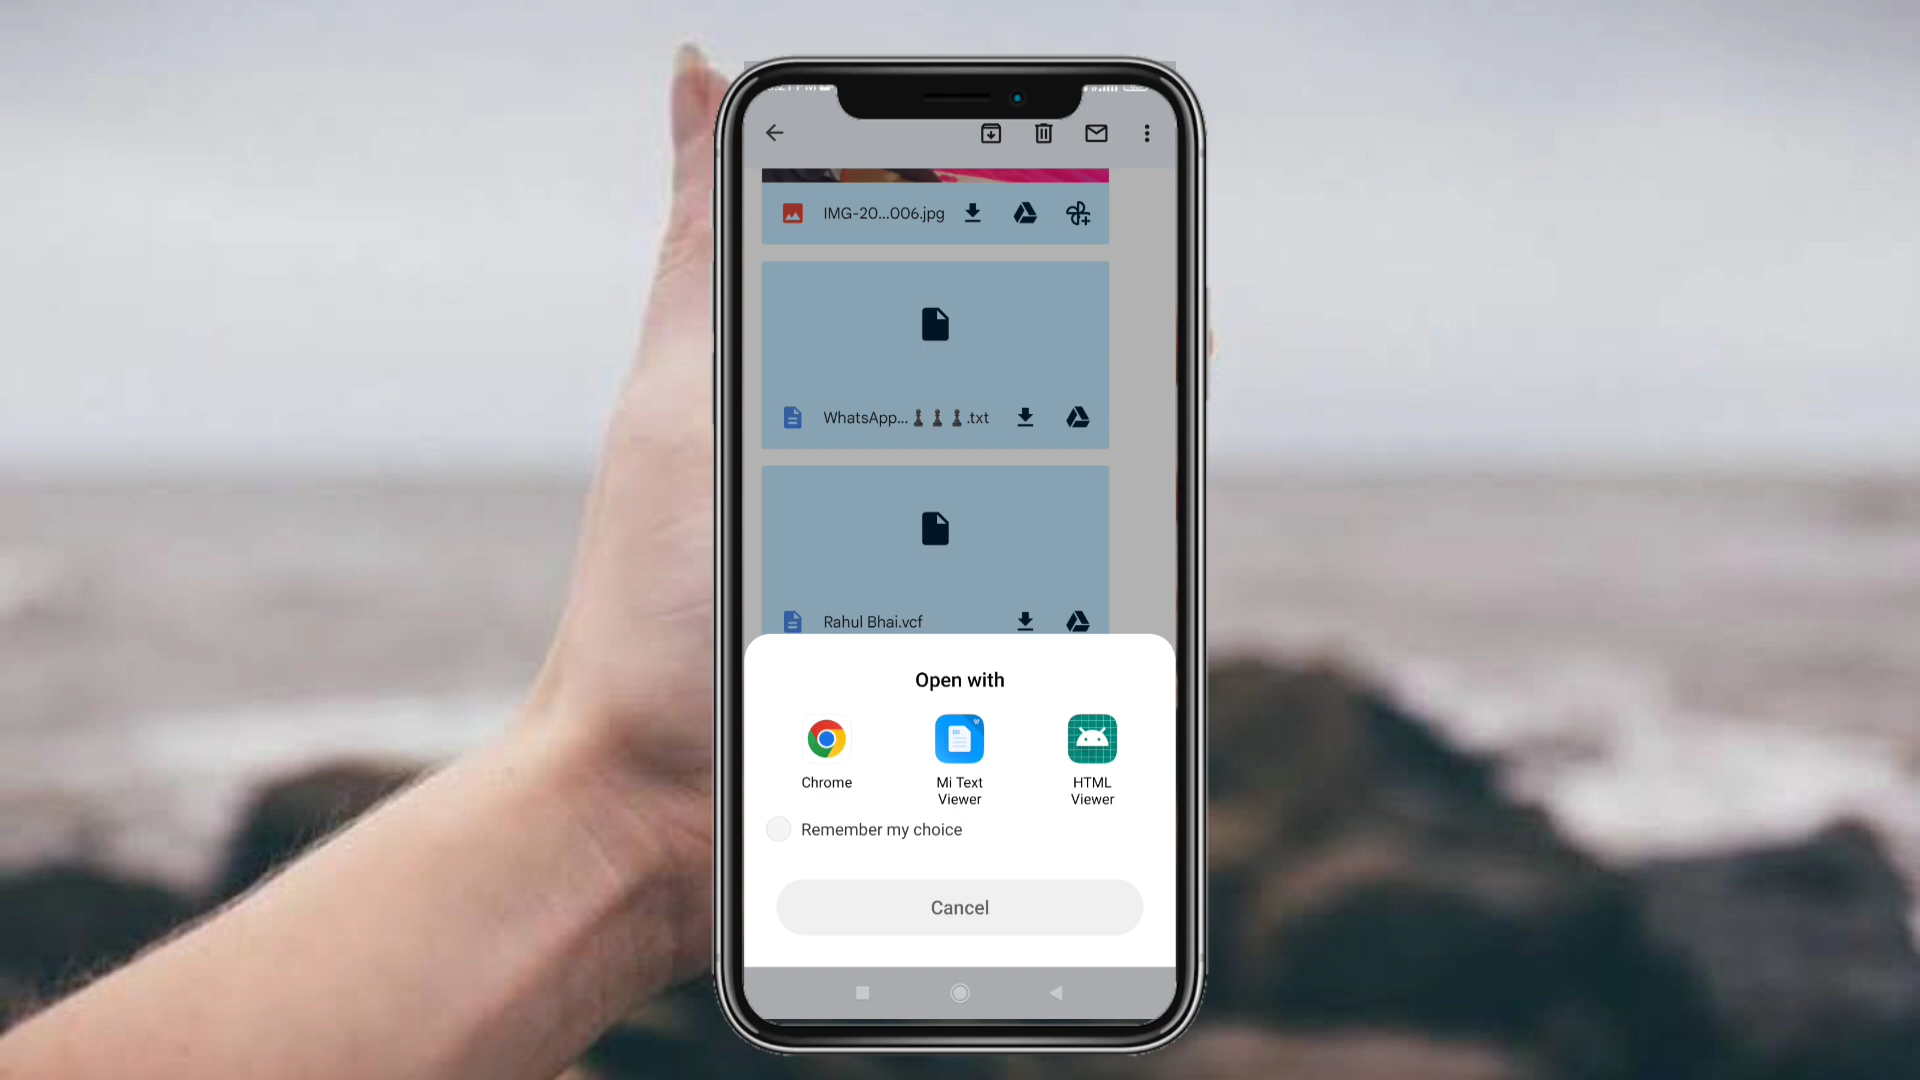 IMG-20...006.jpg
WhatsApp...♟♟♟.txt
Rahul Bhai.vcf
Open with
Chrome
Mi Text
Viewer
HTML
Viewer
Remember my choice
Cancel